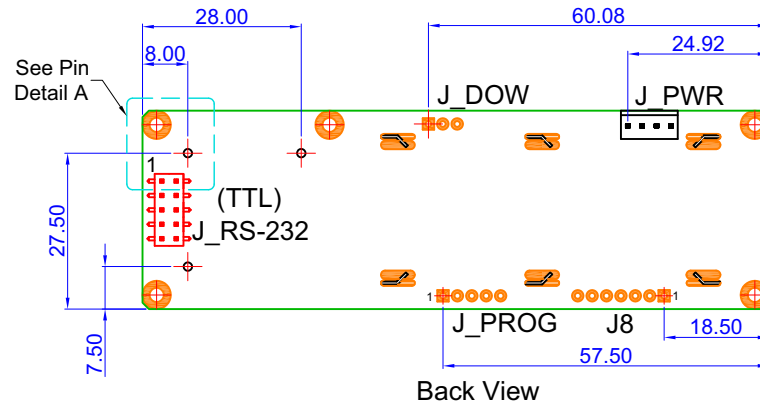 28.00
60.08
8.00
24.92
See Pin
Detail A
J_DOW
J_PWR
1
(TTL)
J_RS-232
27.50
7.50
1
1
J_PROG
J8
18.50
57.50
Back View